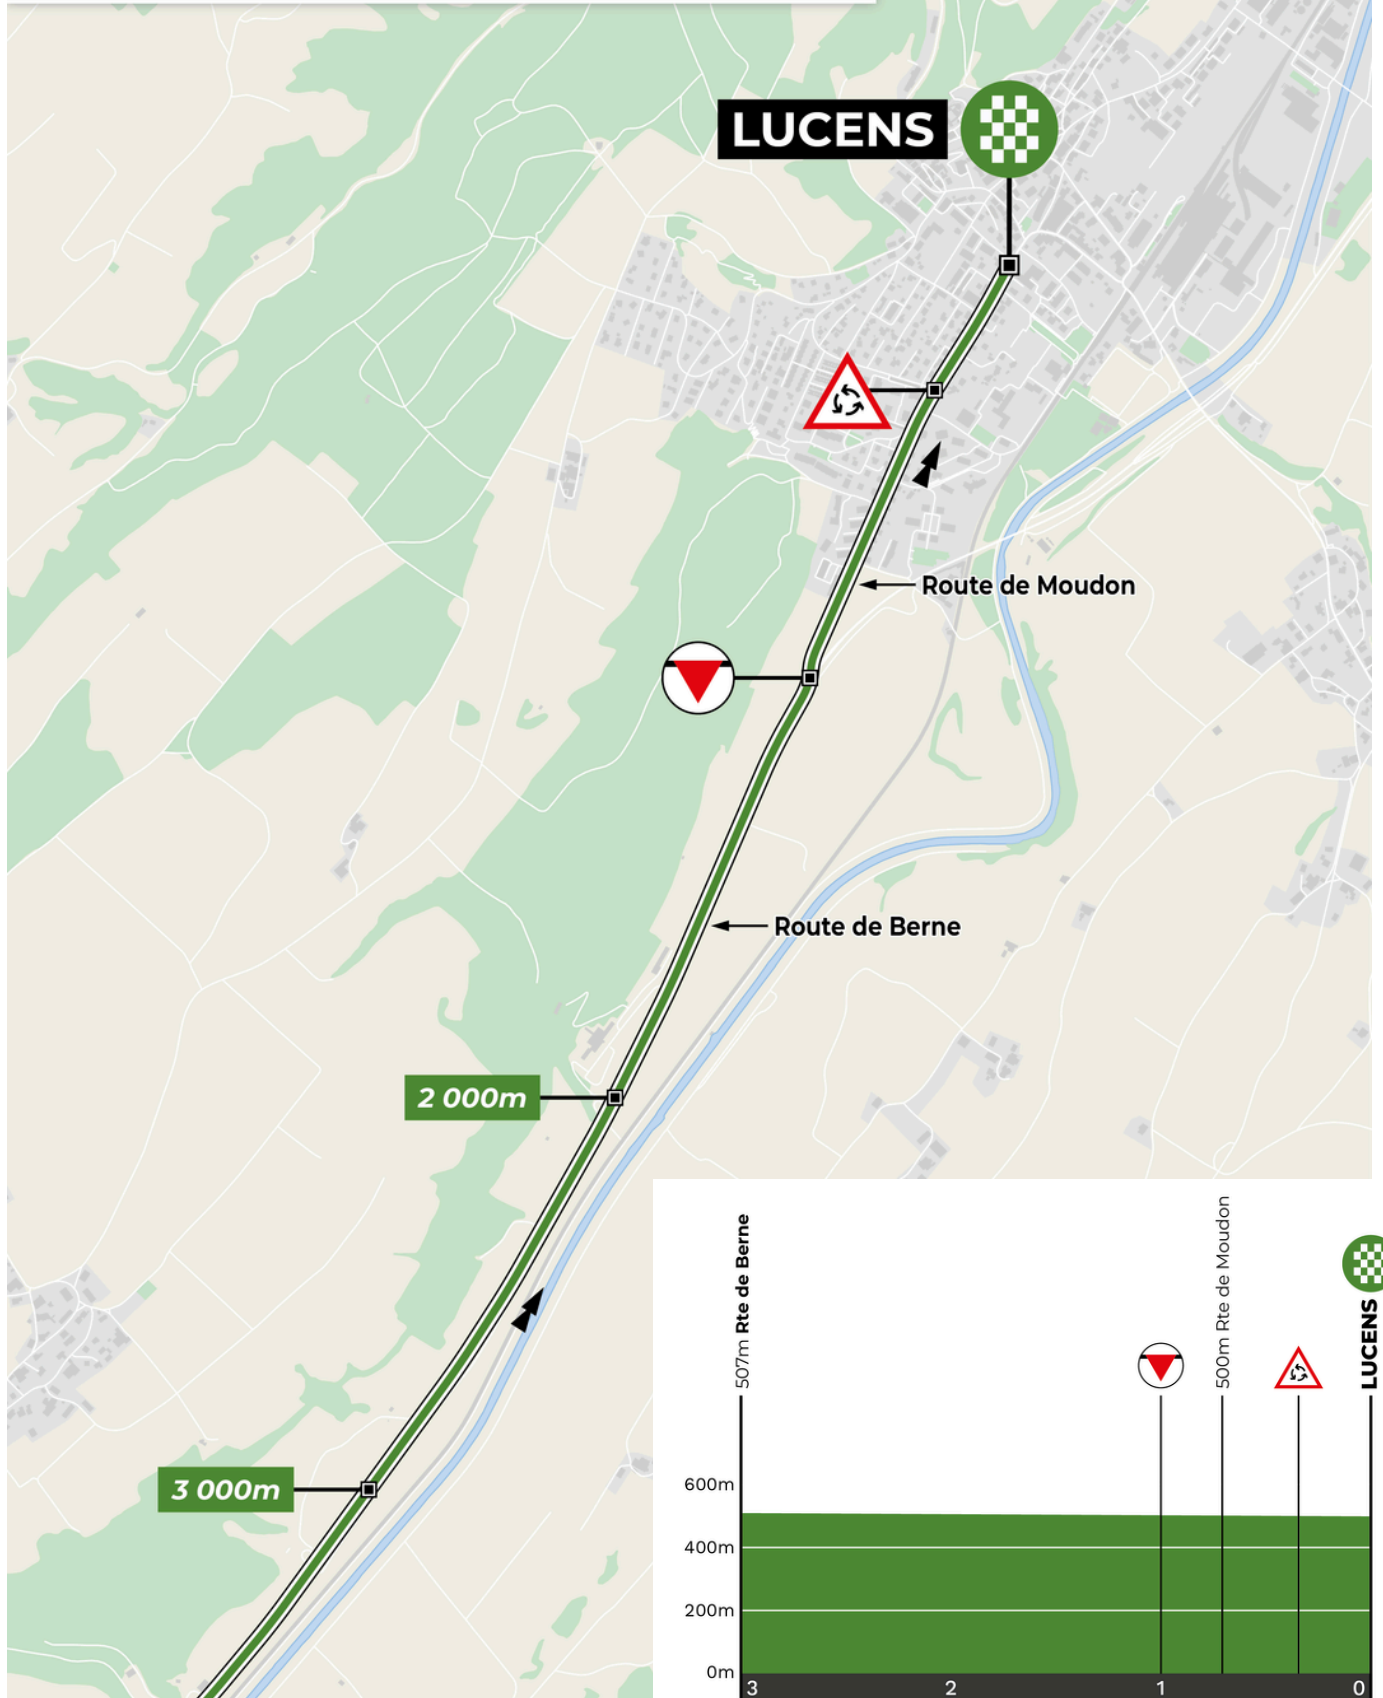 LUCENS
Route de Moudon
Route de Berne
2 000m
3 000m
507m Rte de Berne
500m Rte de Moudon
LUCENS
600m
400m
200m
0m
3
2
1
0